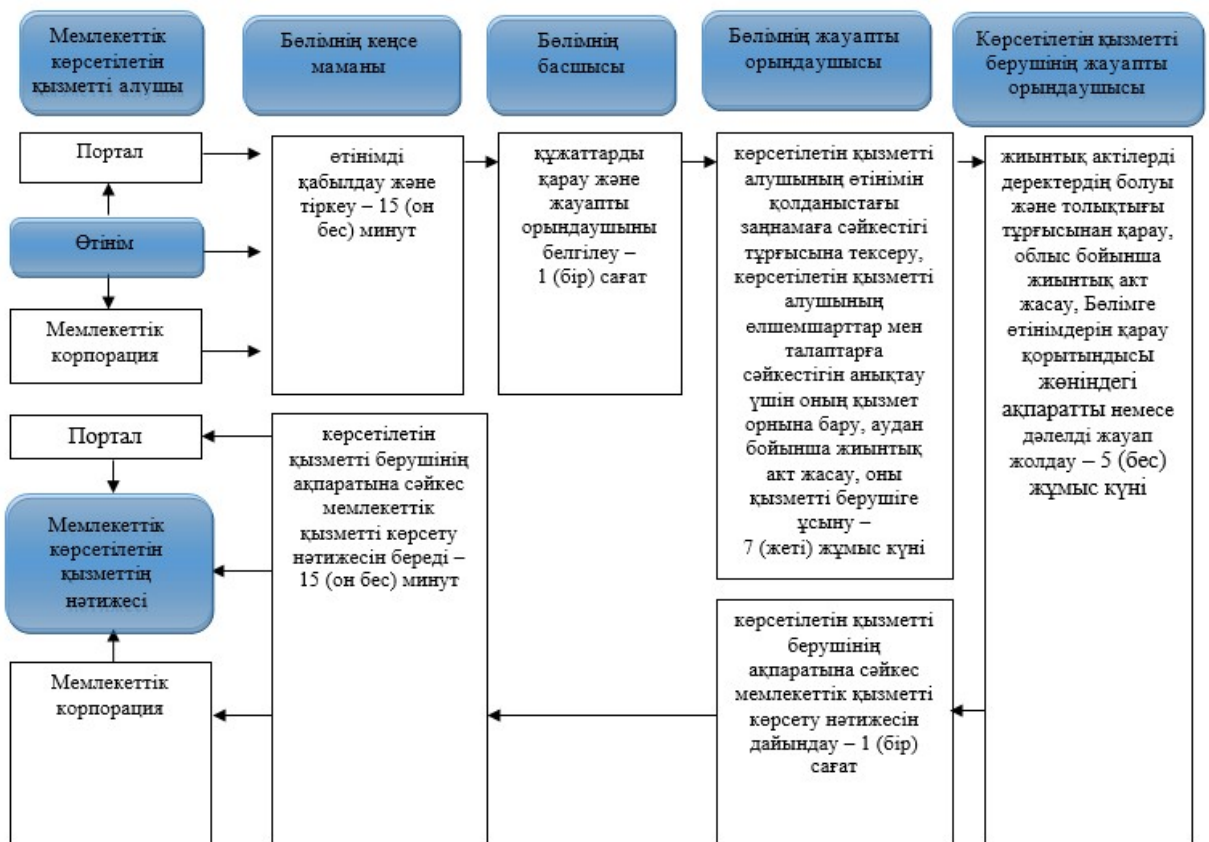 Мемлекеттік
көрсетілетін
қызметті алушы
Бөлімнің кеңсе
маманы
Бөлімнің
басшысы
Бөлімнің жауапты
орындаушысы
Көрсетілетін қызметті
берушінің жауапты
орындаушысы
Портал
Өтінім
Мемлекеттік
корпорация
өтінімді
қабылдау және
тіркеу – 15 (он
бес) минут
құжаттарды
қарау және
жауапты
орындаушыны
белгілеу –
1 (бір) сағат
көрсетілетін қызметті
алушының өтінімін
қолданыстағы
заңнамаға сәйкестігі
тұрғысына тексеру,
көрсетілетін қызметті
алушының
өлшемшарттар мен
талаптарға
сәйкестігін анықтау
үшін оның қызмет
орнына бару, аудан
бойынша жиынтық
акт жасау, оны
қызметті берушіге
ұсыну –
7 (жеті) жұмыс күні
жиынтық актілерді
деректердің болуы
және толықтығы
тұрғысынан қарау,
облыс бойынша
жиынтық акт
жасау, Бөлімге
өтінімдерін қарау
қорытындысы
жөніндегі
ақпаратты немесе
дәлелді жауап
жолдау – 5 (бес)
жұмыс күні
Портал
Мемлекеттік
көрсетілетін
қызметтің
нәтижесі
Мемлекеттік
корпорация
көрсетілетін
қызметті берушінің
ақпаратына сәйкес
мемлекеттік
қызметті көрсету
нәтижесін береді –
15 (он бес) минут
көрсетілетін қызметті
берушінің
ақпаратына сәйкес
мемлекеттік қызметті
көрсету нәтижесін
дайындау – 1 (бір)
сағат